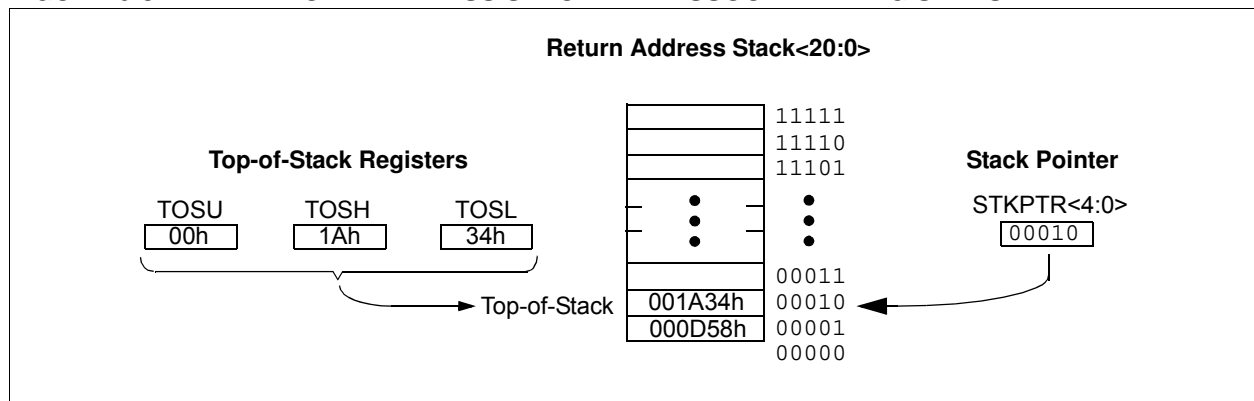 Return Address Stack<20:0>
11111
11110
Top-of-Stack Registers
11101
Stack Pointer
TOSU TOSH TOSL
STKPTR<4:0>
00h 1Ah 34h
00010
00011
Top-of-Stack 001A34h 00010
000D58h 00001
00000